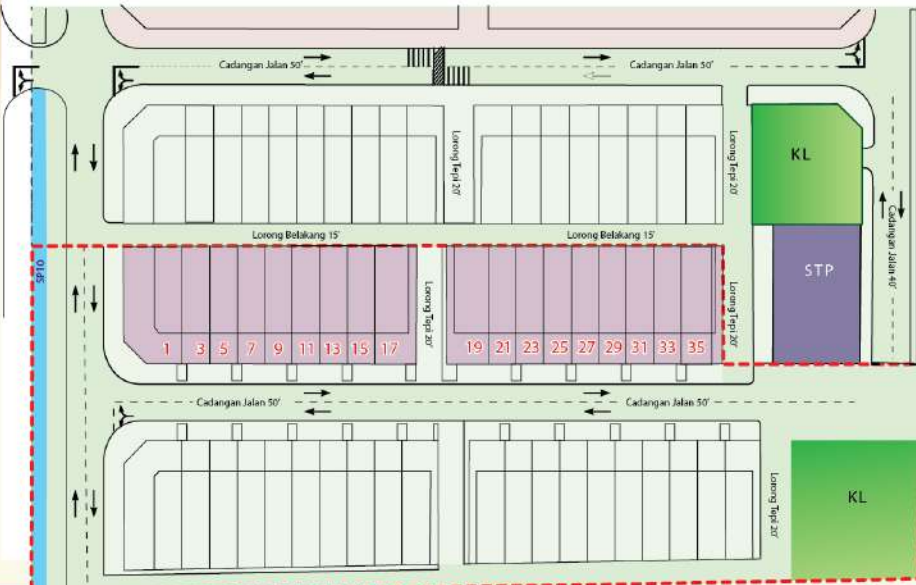 Cadangan Jalan 50'
Cadangan Jalan 50'
Lorong Tepi 20'
Lorong Tepi 20'
KL
Cadangan Jalan 40'
Lorong Belakang 15'
Lorong Belakang 15'
SP10
STP
Lorong Tepi 20'
Lorong Tepi 20'
1 3 5 7 9 11 13 15 17
19 21 23 25 27 29 31 33 35
Cadangan Jalan 50'
Cadangan Jalan 50'
Lorong Tepi 20'
KL